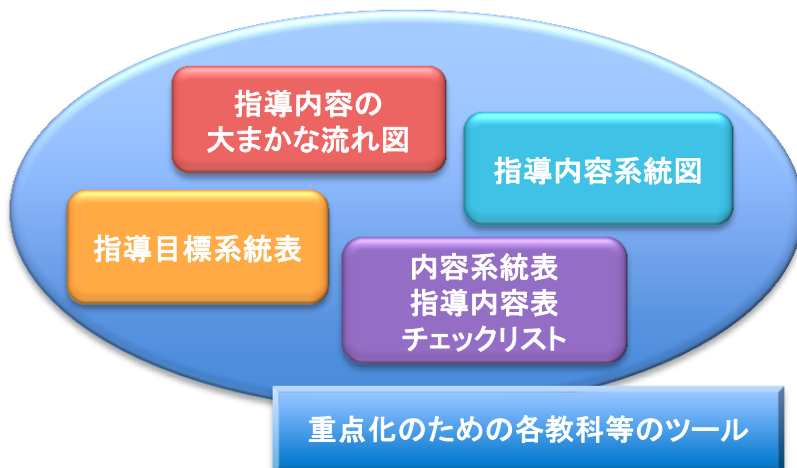 指導内容の
大まかな流れ図
指導内容系統図
指導目標系統表
内容系統表
指導内容表
チェックリスト
重点化のための各教科等のツール